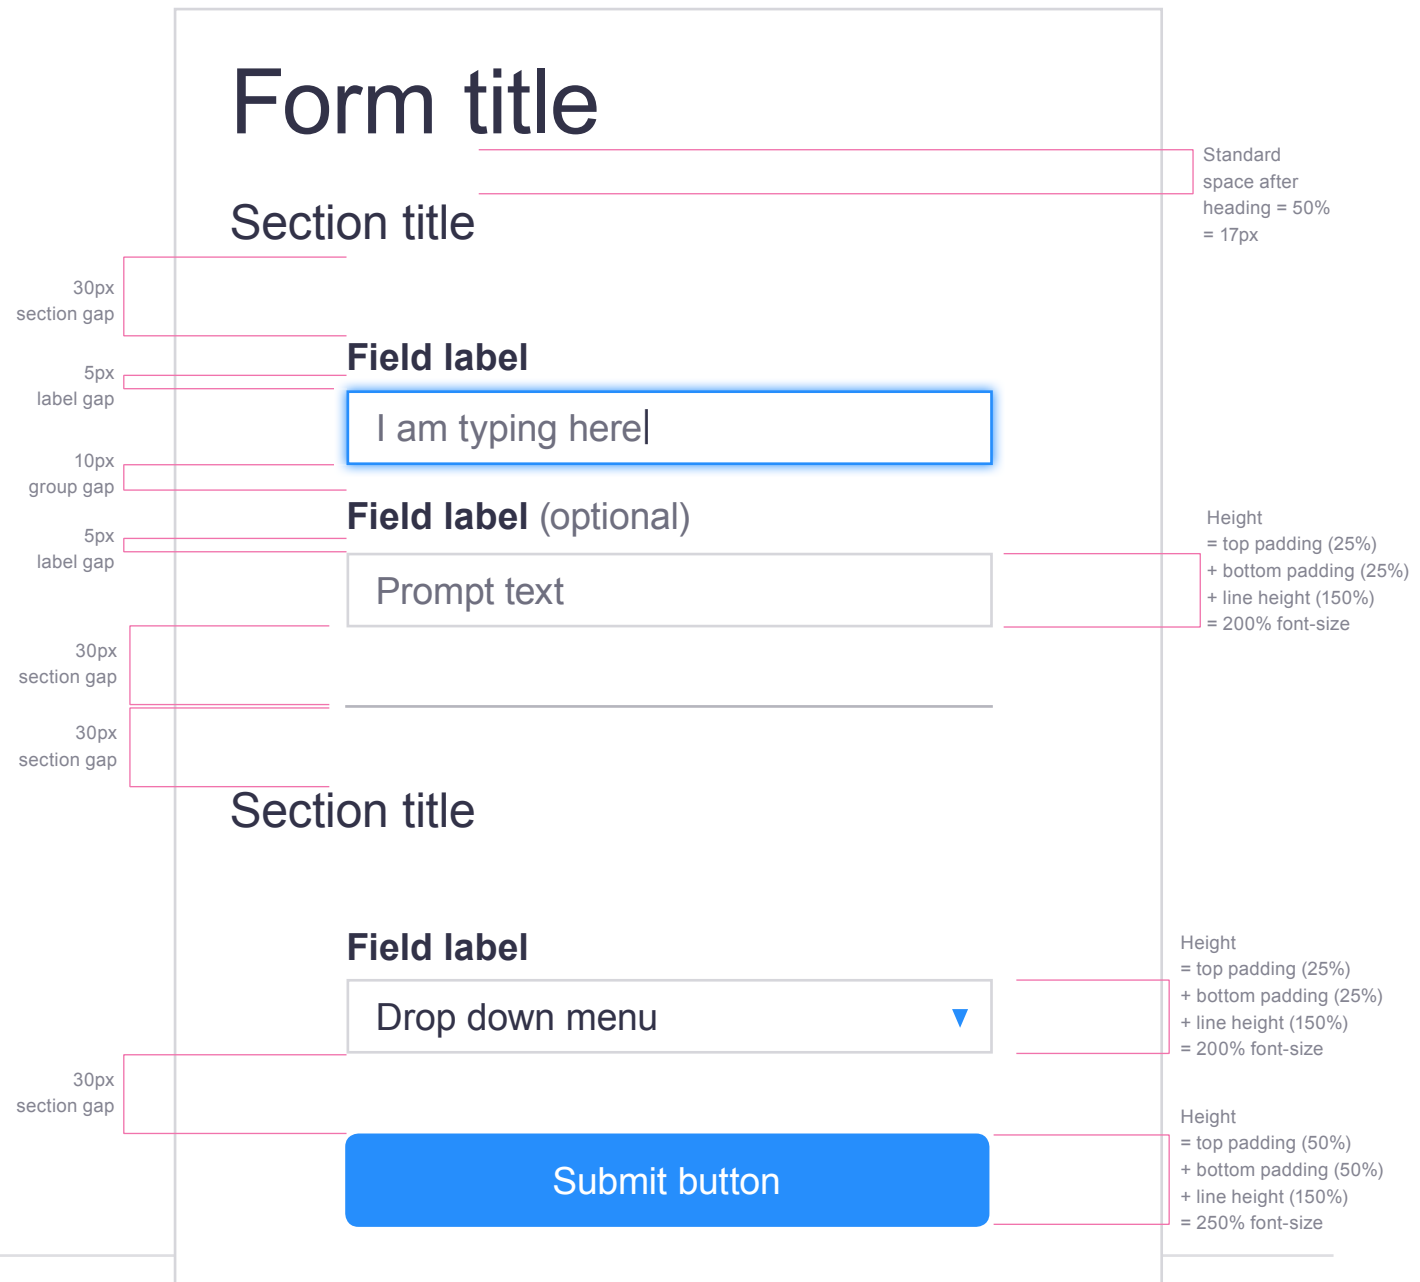 Form title
Standard
space after
heading = 50%
= 17px
Section title
30px
section gap
Field label
5px
label gap
I am typing here
10px
group gap
Field label (optional)
5px
label gap
Height
= top padding (25%)
+ bottom padding (25%)
+ line height (150%)
= 200% font-size
Prompt text
30px
section gap
30px
section gap
Section title
Field label
Height
= top padding (25%)
+ bottom padding (25%)
+ line height (150%)
= 200% font-size
Drop down menu
30px
section gap
Height
= top padding (50%)
+ bottom padding (50%)
+ line height (150%)
= 250% font-size
Submit button